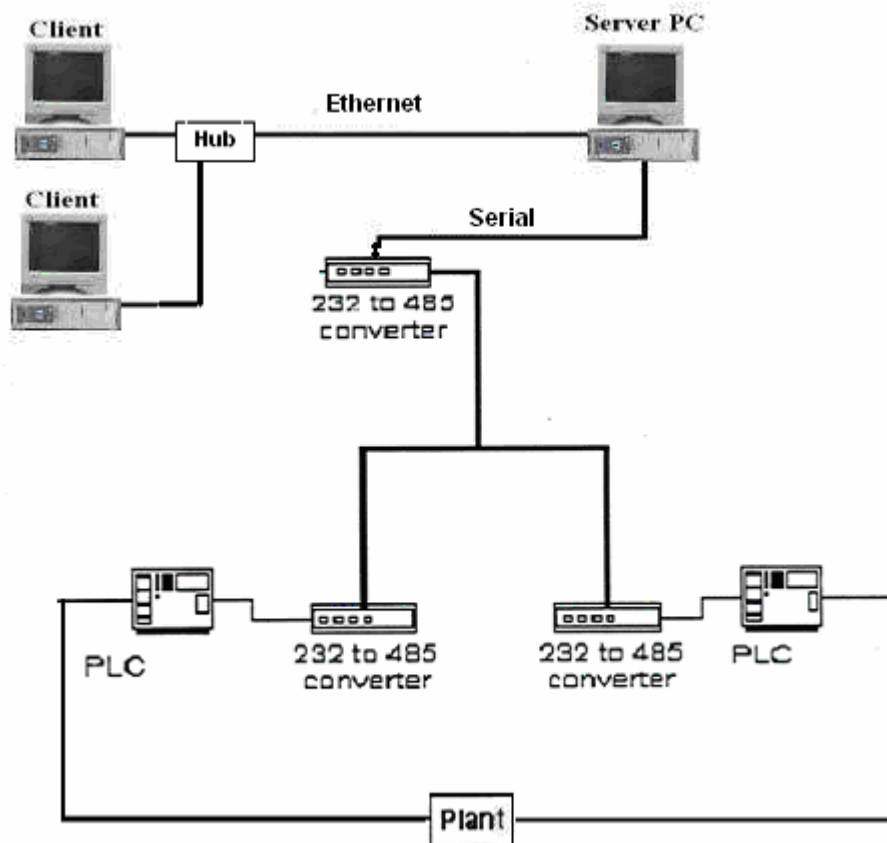 Client
Server PC
Ethernet
Hub
Client
Serial
232 to 485
converter
PLC
232 to 485
converter
232 to 485
converter
PLC
Plant